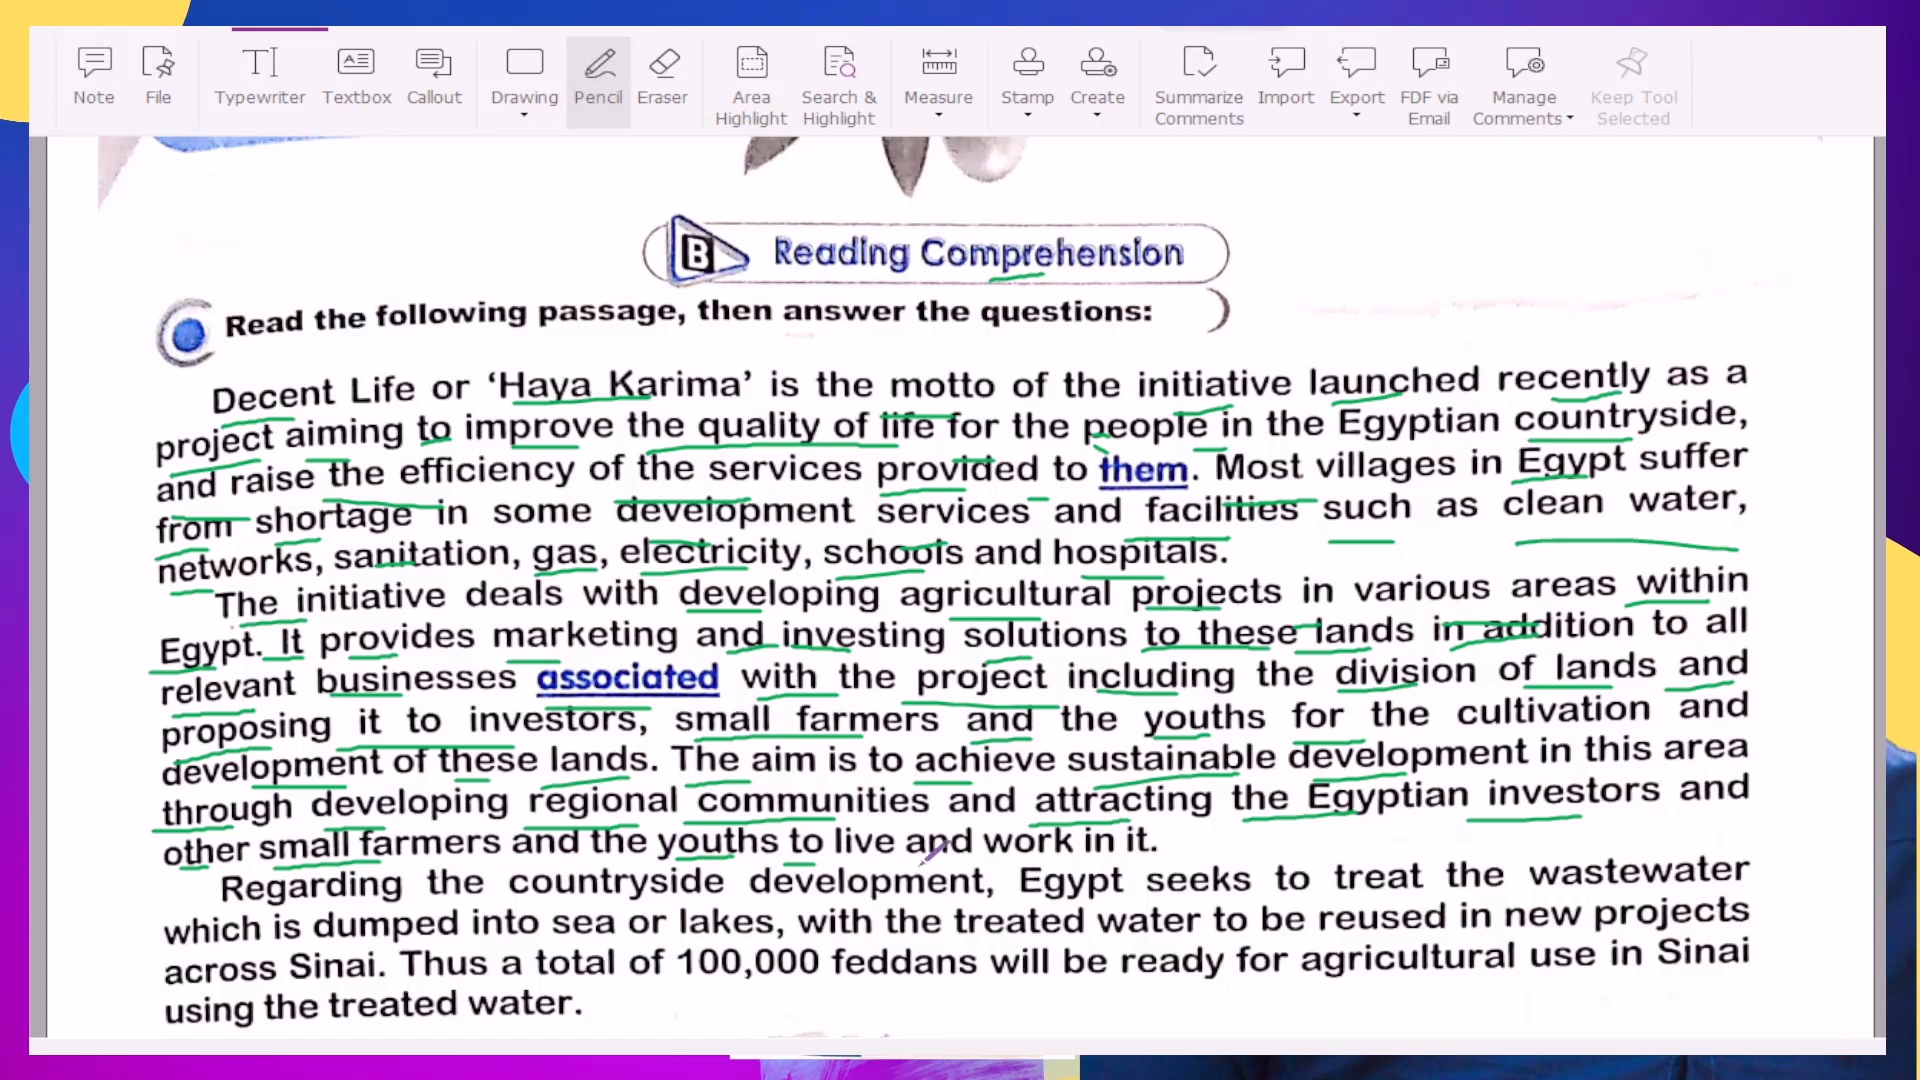 Note File Typewriter Textbox Callout Drawing Pencil Eraser Area Highlight Search & Highlight Measure Stamp Create Summarize Comments Import Export FDF via Email Manage Comments Keep Tool Selected
B Reading Comprehension
Read the following passage, then answer the questions:
Decent Life or ‘Haya Karima’ is the motto of the initiative launched recently as a
project aiming to improve the quality of life for the people in the Egyptian countryside,
and raise the efficiency of the services provided to them. Most villages in Egypt suffer
from shortage in some development services and facilities such as clean water,
networks, sanitation, gas, electricity, schools and hospitals.
The initiative deals with developing agricultural projects in various areas within
Egypt. It provides marketing and investing solutions to these lands in addition to all
relevant businesses associated with the project including the division of lands and
proposing it to investors, small farmers and the youths for the cultivation and
development of these lands. The aim is to achieve sustainable development in this area
through developing regional communities and attracting the Egyptian investors and
other small farmers and the youths to live and work in it.
Regarding the countryside development, Egypt seeks to treat the wastewater
which is dumped into sea or lakes, with the treated water to be reused in new projects
across Sinai. Thus a total of 100,000 feddans will be ready for agricultural use in Sinai
using the treated water.